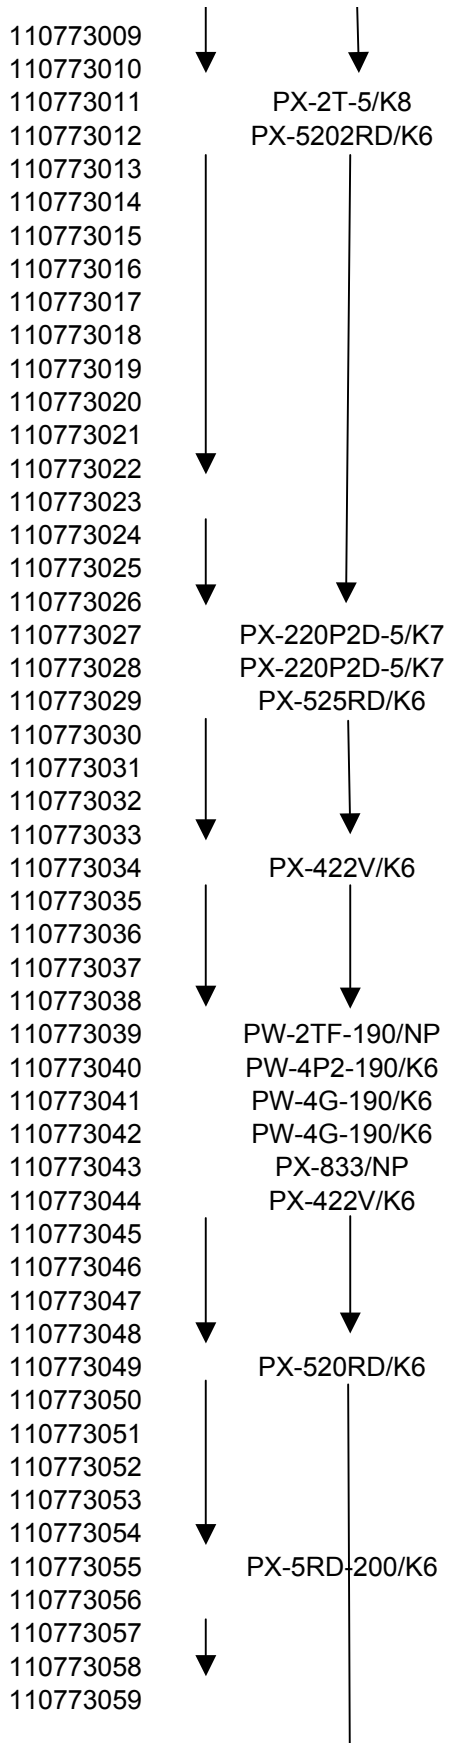 110773009
110773010
110773011 PX-2T-5/K8
110773012 PX-5202RD/K6
110773013
110773014
110773015
110773016
110773017
110773018
110773019
110773020
110773021
110773022
110773023
110773024
110773025
110773026
110773027 PX-220P2D-5/K7
110773028 PX-220P2D-5/K7
110773029 PX-525RD/K6
110773030
110773031
110773032
110773033
110773034 PX-422V/K6
110773035
110773036
110773037
110773038
110773039 PW-2TF-190/NP
110773040 PW-4P2-190/K6
110773041 PW-4G-190/K6
110773042 PW-4G-190/K6
110773043 PX-833/NP
110773044 PX-422V/K6
110773045
110773046
110773047
110773048
110773049 PX-520RD/K6
110773050
110773051
110773052
110773053
110773054
110773055 PX-5RD-200/K6
110773056
110773057
110773058
110773059